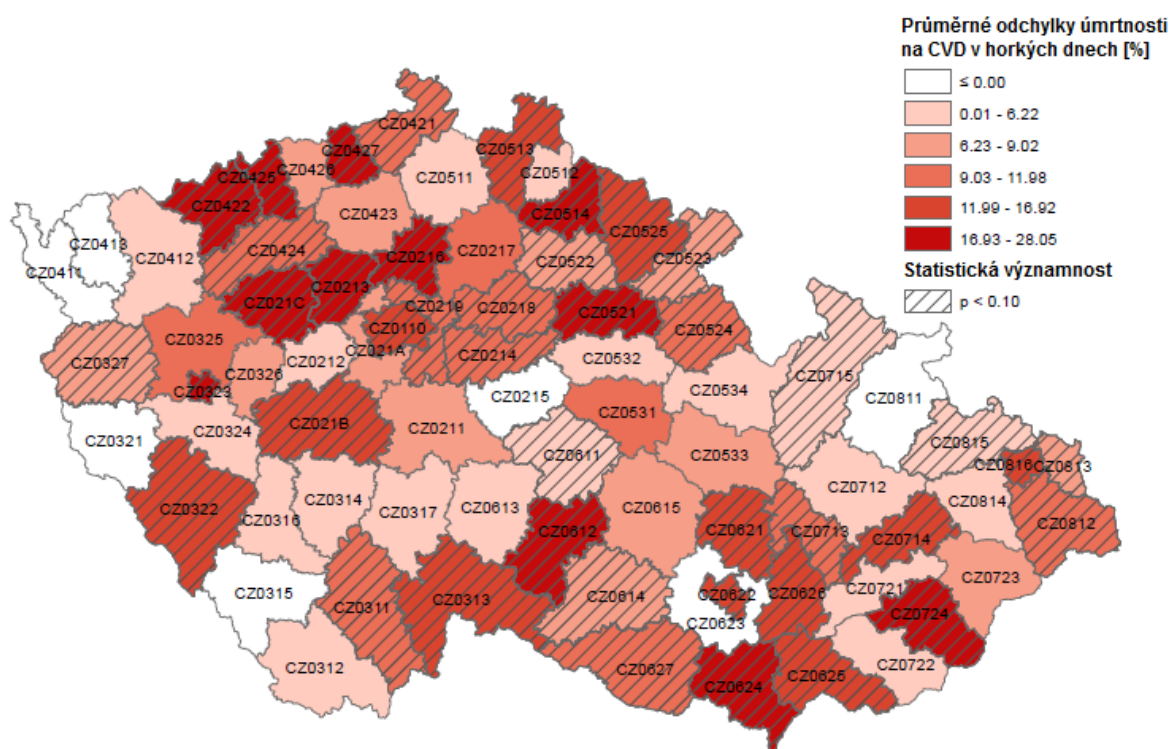 Průměrné odchylky úmrtnosti
na CVD v horkých dnech [%]
≤ 0.00
0.01 - 6.22
6.23 - 9.02
9.03 - 11.98
11.99 - 16.92
16.93 - 28.05
Statistická významnost
p < 0.10
CZ0421
CZ0427
CZ0426
CZ0425
CZ0422
CZ0513
CZ0512
CZ0511
CZ0514
CZ0423
CZ0525
CZ0413
CZ0412
CZ0411
CZ0424
CZ0217
CZ0216
CZ0522
CZ0523
CZ0213
CZ021C
CZ0219
CZ0218
CZ0521
CZ0110
CZ0524
CZ0325
CZ021A
CZ0214
CZ0532
CZ0212
CZ0327
CZ0326
CZ0323
CZ0534
CZ0715
CZ0811
CZ0215
CZ0531
CZ0321
CZ0324
CZ021B
CZ0211
CZ0611
CZ0533
CZ0815
CZ0816
CZ0813
CZ0712
CZ0814
CZ0322
CZ0316
CZ0314
CZ0317
CZ0613
CZ0615
CZ0612
CZ0621
CZ0713
CZ0714
CZ0812
CZ0723
CZ0315
CZ0311
CZ0313
CZ0614
CZ0622
CZ0626
CZ0721
CZ0724
CZ0623
CZ0312
CZ0627
CZ0624
CZ0625
CZ0722